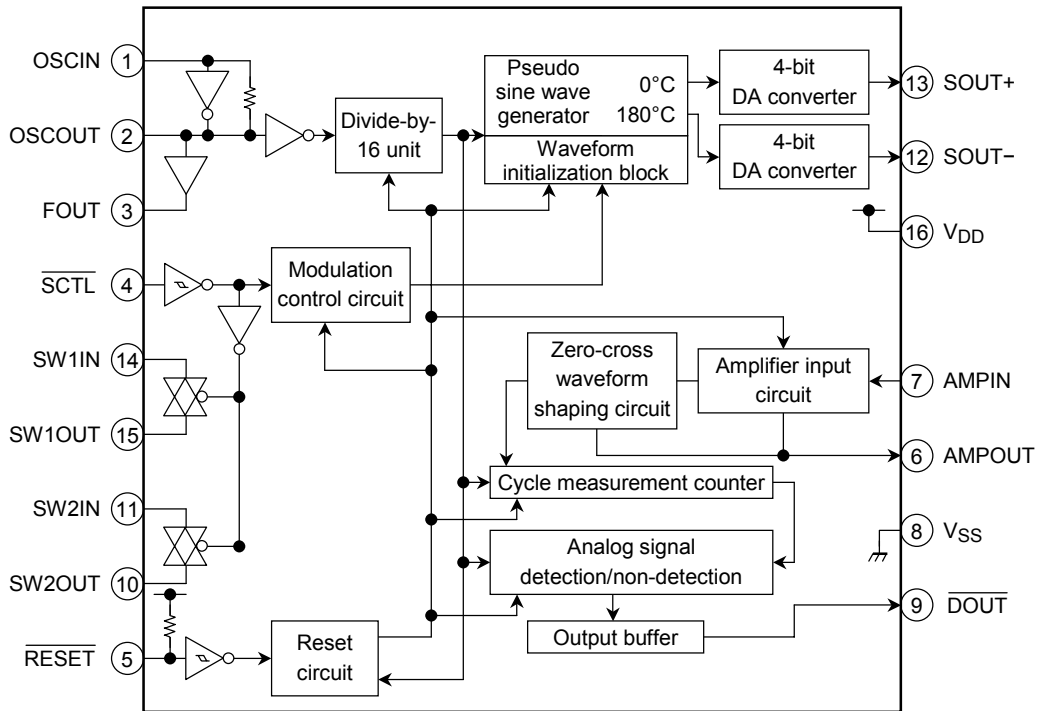 OSCIN 1
OSCOUT 2
FOUT 3
SCTL 4
SW1IN 14
SW1OUT 15
SW2IN 11
SW2OUT 10
RESET 5
Divide-by-
16 unit
Pseudo
sine wave
generator
0°C
180°C
Waveform
initialization block
4-bit
DA converter
4-bit
DA converter
13 SOUT+
12 SOUT−
16 VDD
Modulation
control circuit
Zero-cross
waveform
shaping circuit
Amplifier input
circuit
7 AMPIN
6 AMPOUT
Cycle measurement counter
8 VSS
Analog signal
detection/non-detection
Output buffer
9 DOUT
Reset
circuit